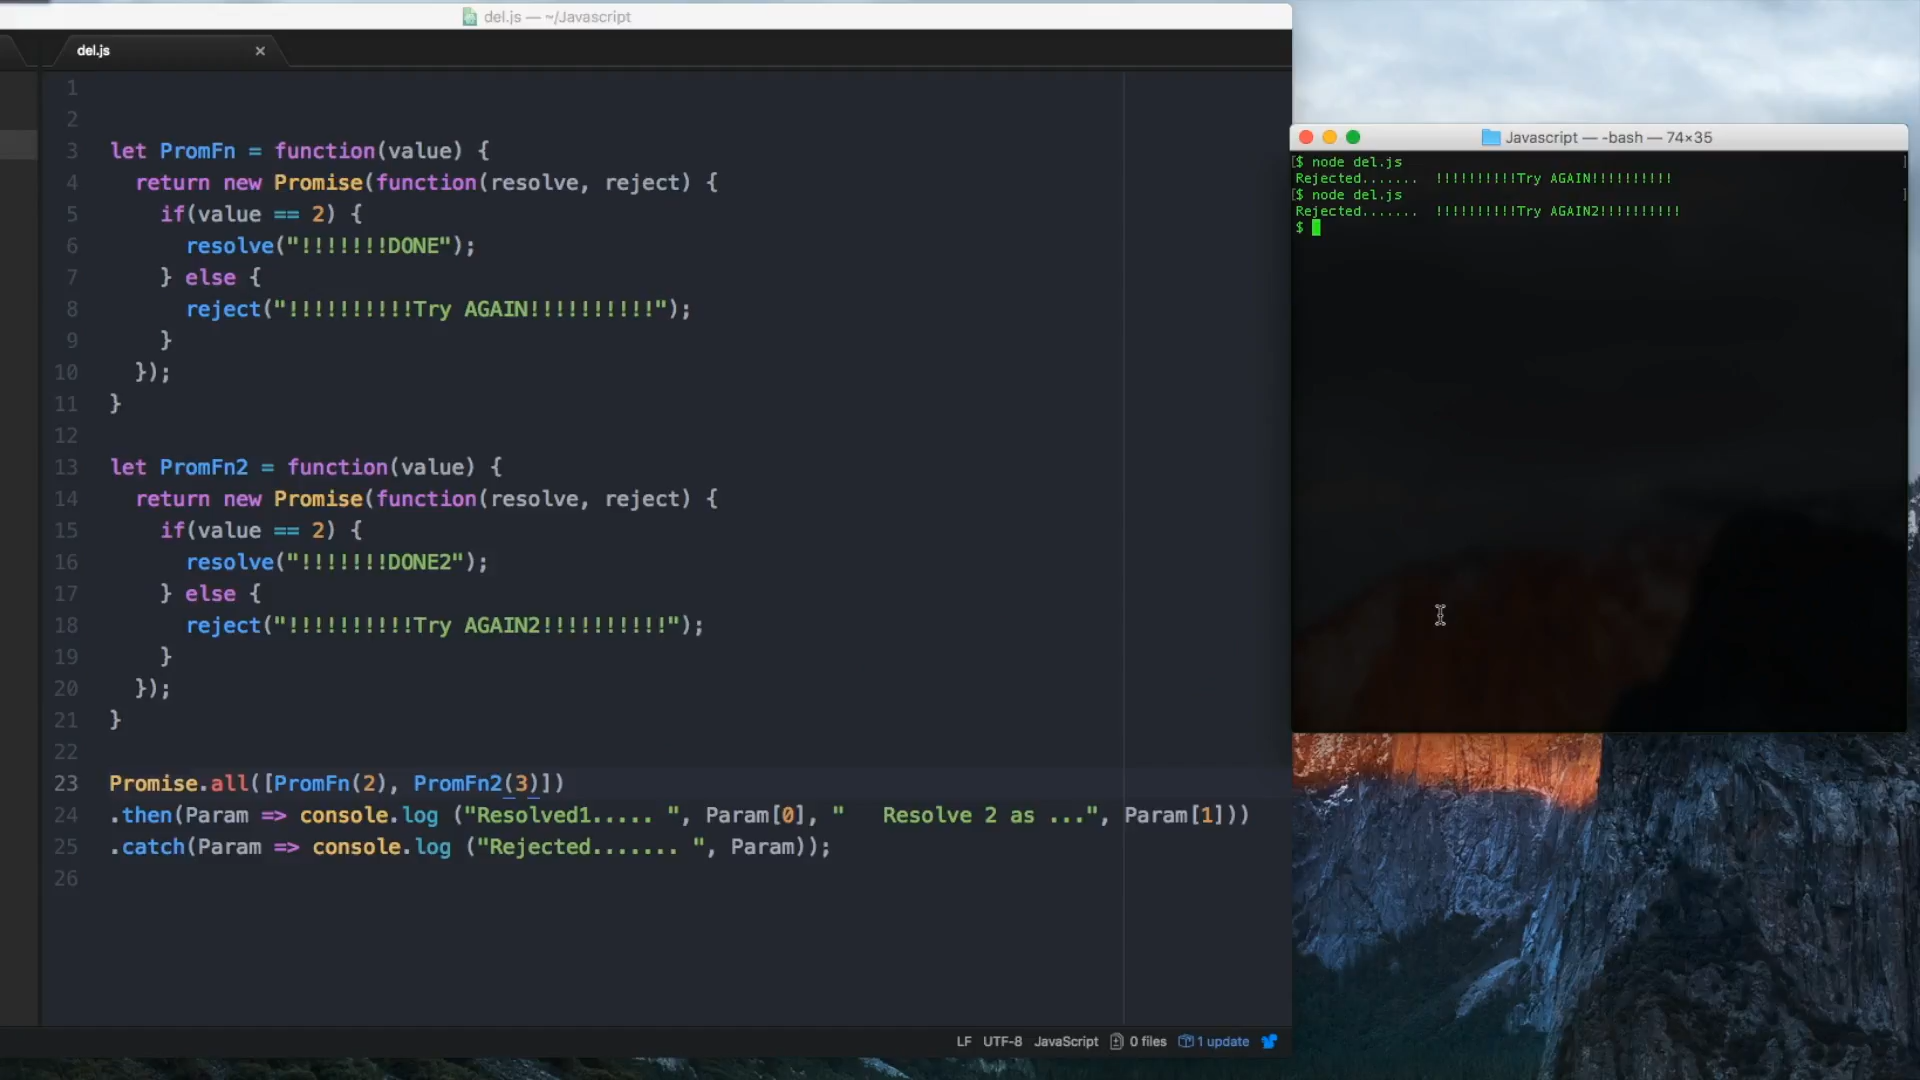 del.js — ~/Javascript
del.js
1
2
3 let PromFn = function(value) {
4 return new Promise(function(resolve, reject) {
5 if(value == 2) {
6 resolve("!!!!!!!DONE");
7 } else {
8 reject("!!!!!!!!!!Try AGAIN!!!!!!!!!!");
9 }
10 });
11 }
12
13 let PromFn2 = function(value) {
14 return new Promise(function(resolve, reject) {
15 if(value == 2) {
16 resolve("!!!!!!!DONE2");
17 } else {
18 reject("!!!!!!!!!!Try AGAIN2!!!!!!!!!!");
19 }
20 });
21 }
22
23 Promise.all([PromFn(2), PromFn2(3)])
24 .then(Param => console.log ("Resolved1..... ", Param[0], "   Resolve 2 as ...", Param[1]))
25 .catch(Param => console.log ("Rejected....... ", Param));
26
LF UTF-8 JavaScript 0 files 1 update
Javascript — -bash — 74×35
[$ node del.js ]
Rejected.......  !!!!!!!!!!Try AGAIN!!!!!!!!!!
[$ node del.js ]
Rejected.......  !!!!!!!!!!Try AGAIN2!!!!!!!!!!
$